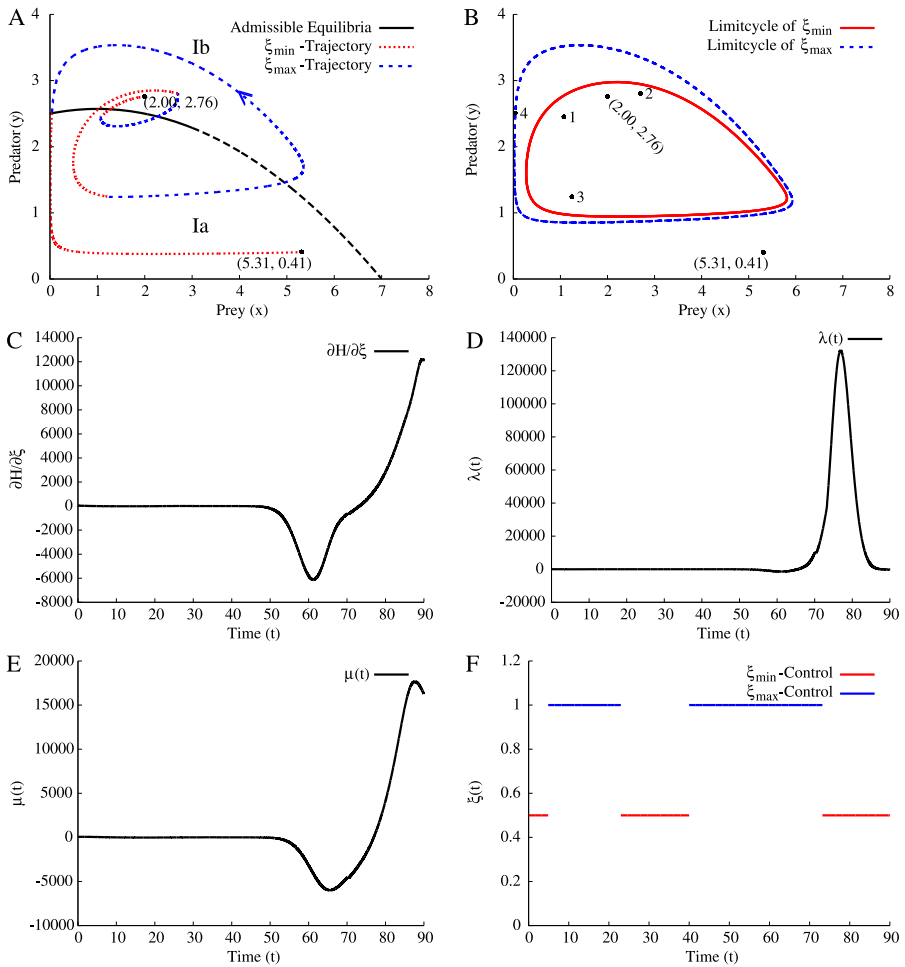 A
Admissible Equilibria
ξmin -Trajectory
ξmax -Trajectory
Ib
(2.00, 2.76)
Ia
(5.31, 0.41)
Predator (y)
4
3
2
1
0
0 1 2 3 4 5 6 7 8
Prey (x)
B
Limitcycle of ξmin
Limitcycle of ξmax
2
4
1
(2.00, 2.76)
3
(5.31, 0.41)
Predator (y)
4
3
2
1
0
0 1 2 3 4 5 6 7 8
Prey (x)
C
∂H/∂ξ
∂H/∂ξ
14000
12000
10000
8000
6000
4000
2000
0
-2000
-4000
-6000
-8000
0 10 20 30 40 50 60 70 80 90
Time (t)
D
λ(t)
λ(t)
140000
120000
100000
80000
60000
40000
20000
0
-20000
0 10 20 30 40 50 60 70 80 90
Time (t)
E
μ(t)
μ(t)
20000
15000
10000
5000
0
-5000
-10000
0 10 20 30 40 50 60 70 80 90
Time (t)
F
ξmin-Control
ξmax-Control
ξ(t)
1.2
1
0.8
0.6
0.4
0.2
0
0 10 20 30 40 50 60 70 80 90
Time (t)